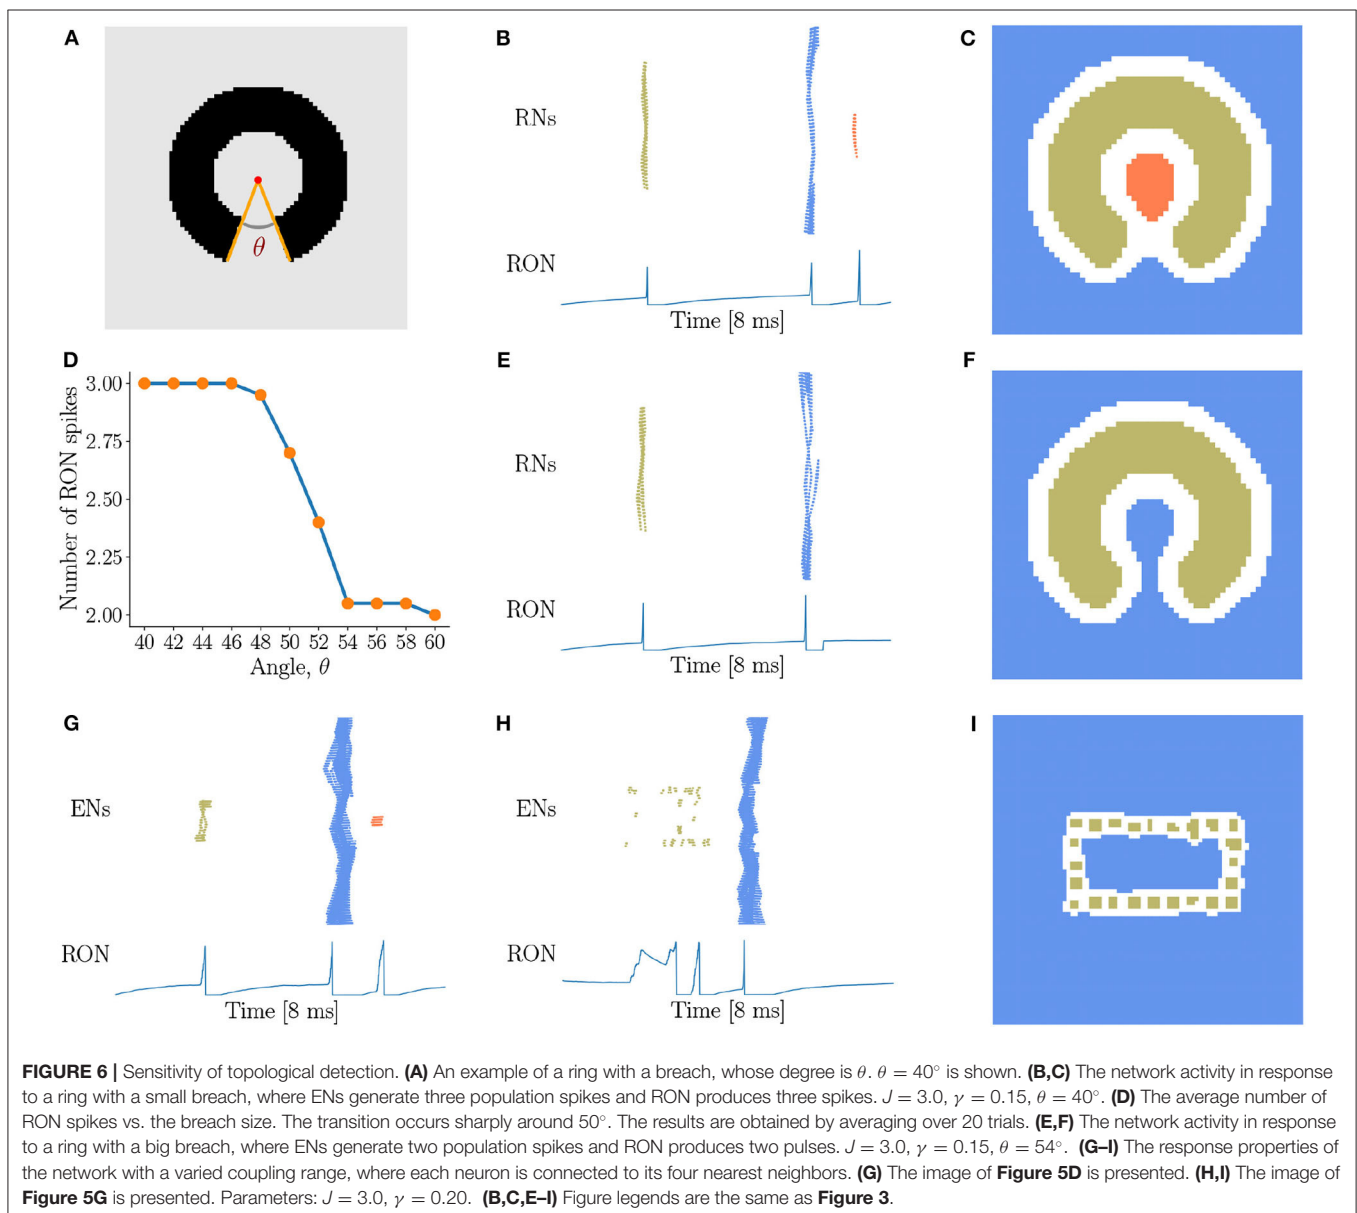 A
θ
B
RNs
RON
Time [8 ms]
C
D
Number of RON spikes
3.00
2.75
2.50
2.25
2.00
40 42 44 46 48 50 52 54 56 58 60
Angle, θ
E
RNs
RON
Time [8 ms]
F
G
ENs
RON
Time [8 ms]
H
ENs
RON
Time [8 ms]
I
FIGURE 6 | Sensitivity of topological detection. (A) An example of a ring with a breach, whose degree is θ. θ = 40° is shown. (B,C) The network activity in response
to a ring with a small breach, where ENs generate three population spikes and RON produces three spikes. J = 3.0, γ = 0.15, θ = 40°. (D) The average number of
RON spikes vs. the breach size. The transition occurs sharply around 50°. The results are obtained by averaging over 20 trials. (E,F) The network activity in response
to a ring with a big breach, where ENs generate two population spikes and RON produces two pulses. J = 3.0, γ = 0.15, θ = 54°. (G–I) The response properties of
the network with a varied coupling range, where each neuron is connected to its four nearest neighbors. (G) The image of Figure 5D is presented. (H,I) The image of
Figure 5G is presented. Parameters: J = 3.0, γ = 0.20. (B,C,E–I) Figure legends are the same as Figure 3.